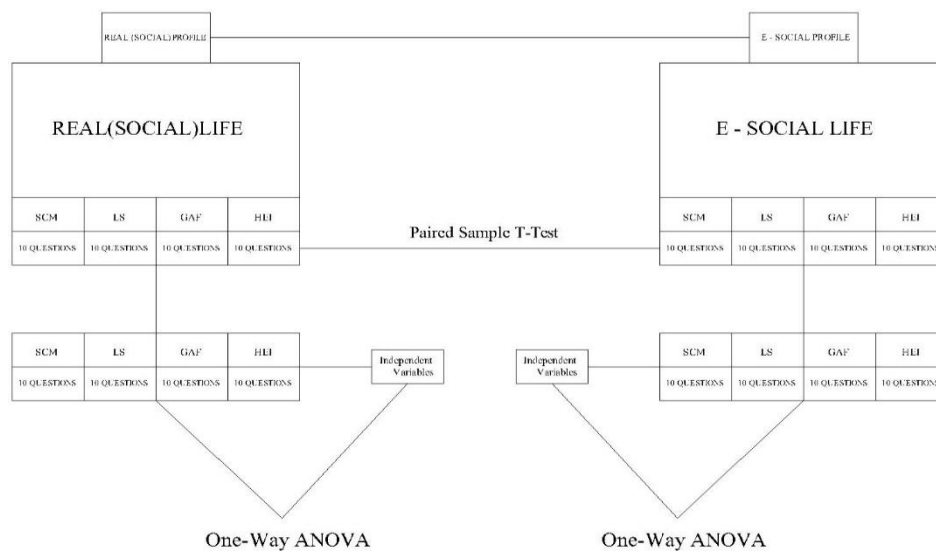 REAL (SOCIAL) PROFILE
E - SOCIAL PROFILE
REAL(SOCIAL)LIFE
E - SOCIAL LIFE
SCM LS GAF HEI
SCM LS GAF HEI
10 QUESTIONS 10 QUESTIONS 10 QUESTIONS 10 QUESTIONS
Paired Sample T-Test
10 QUESTIONS 10 QUESTIONS 10 QUESTIONS 10 QUESTIONS
SCM LS GAF HEI
Independent
Variables
Independent
Variables
SCM LS GAF HEI
10 QUESTIONS 10 QUESTIONS 10 QUESTIONS 10 QUESTIONS
10 QUESTIONS 10 QUESTIONS 10 QUESTIONS 10 QUESTIONS
One-Way ANOVA
One-Way ANOVA